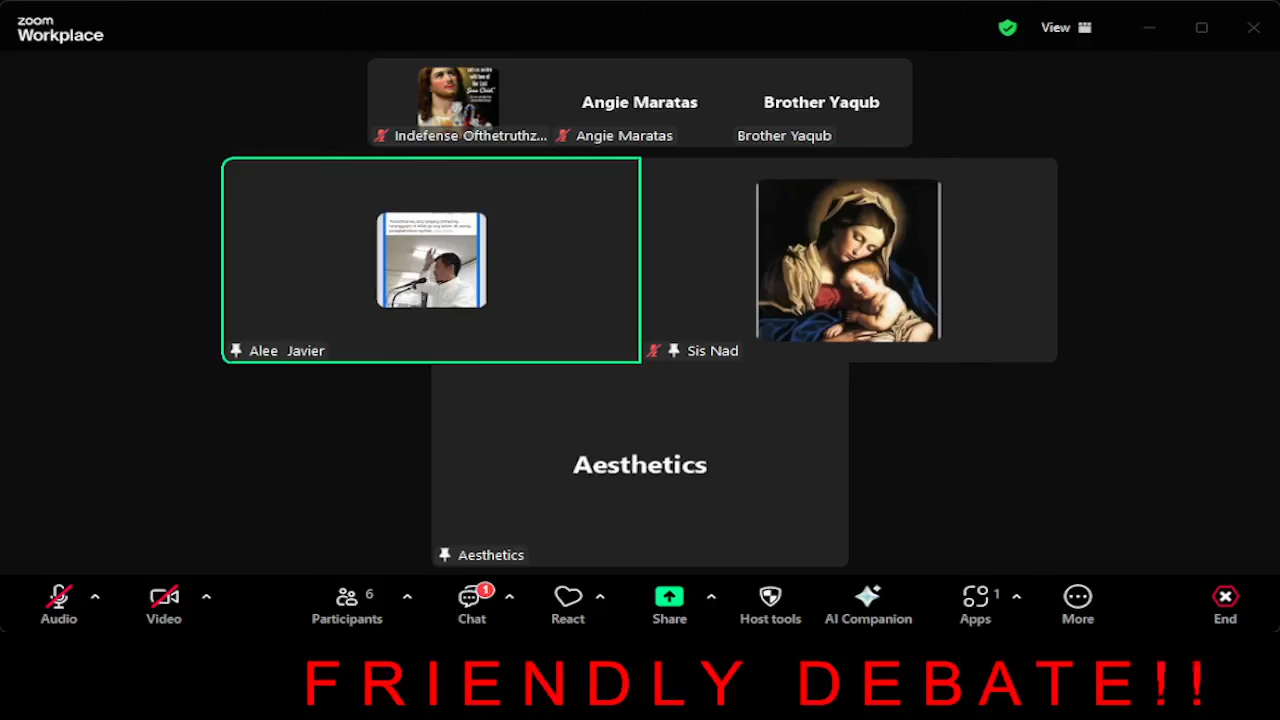 zoom
Workplace
View
Angie Maratas
Brother Yaqub
Indefense Ofthetruthz...
Angie Maratas
Brother Yaqub
Alee Javier
Sis Nad
Aesthetics
Aesthetics
6
1
1
Audio
Video
Participants
Chat
React
Share
Host tools
AI Companion
Apps
More
End
FRIENDLY DEBATE!!